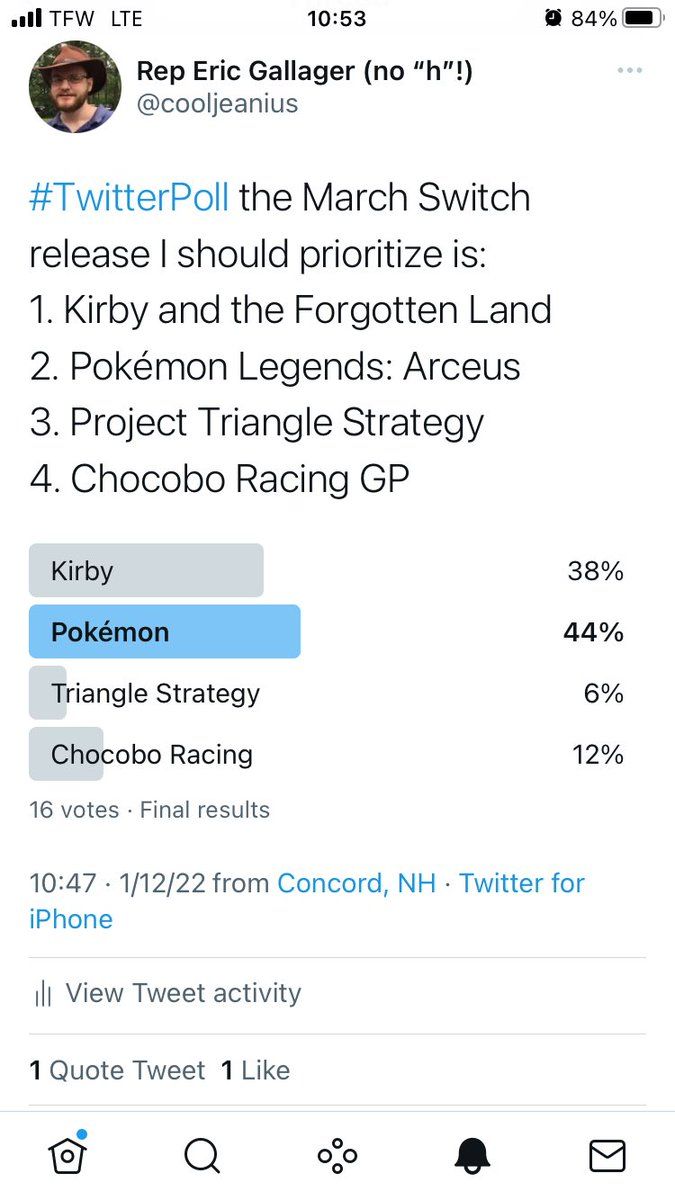 TFW LTE 10:53 84%
Rep Eric Gallager (no “h”!)
@cooljeanius
#TwitterPoll the March Switch
release I should prioritize is:
1. Kirby and the Forgotten Land
2. Pokémon Legends: Arceus
3. Project Triangle Strategy
4. Chocobo Racing GP
Kirby 38%
Pokémon 44%
Triangle Strategy 6%
Chocobo Racing 12%
16 votes · Final results
10:47 · 1/12/22 from Concord, NH · Twitter for
iPhone
View Tweet activity
1 Quote Tweet 1 Like